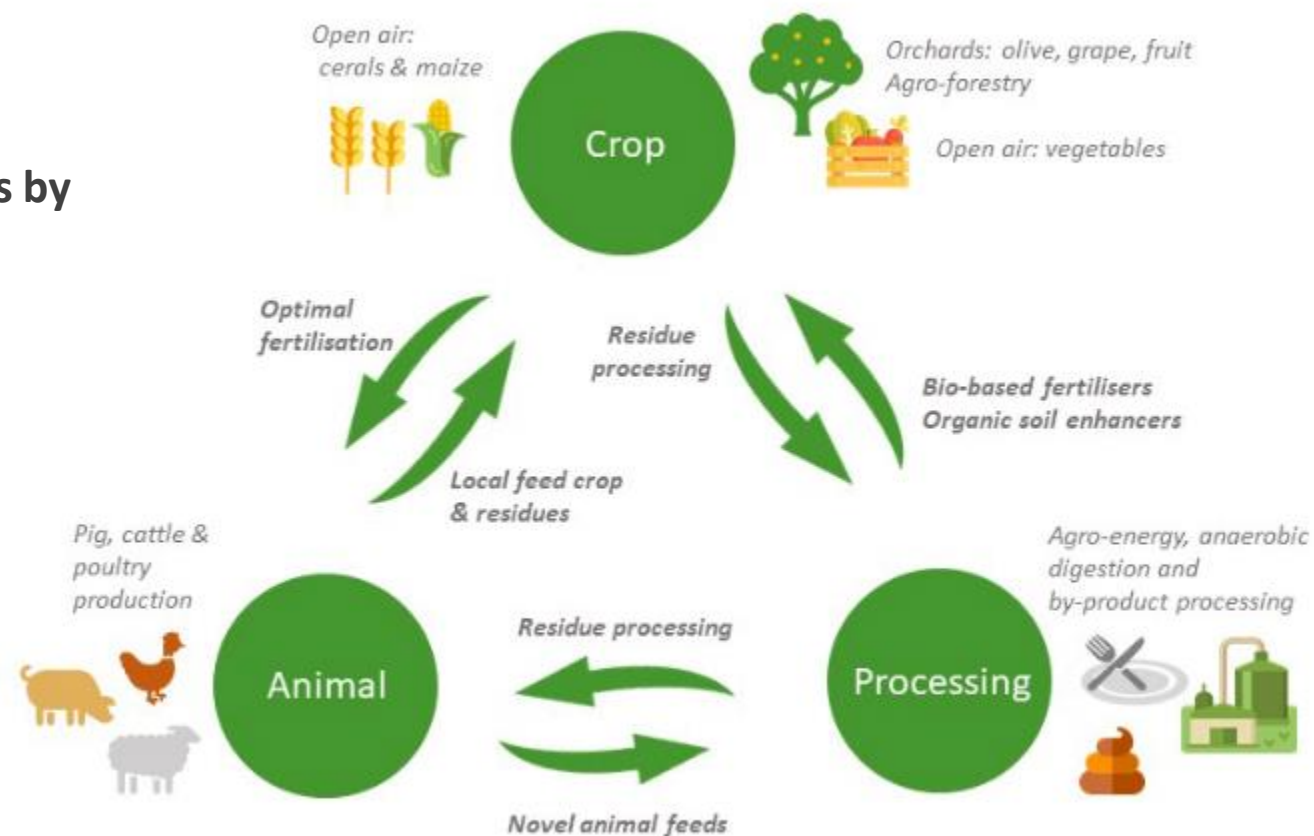 Open air:
cerals & maize
Crop
Orchards: olive, grape, fruit
Agro-forestry
Open air: vegetables
s by
Optimal
fertilisation
Residue
processing
Bio-based fertilisers
Organic soil enhancers
Local feed crop
& residues
Pig, cattle &
poultry
production
Agro-energy, anaerobic
digestion and
by-product processing
Residue processing
Animal
Processing
Novel animal feeds